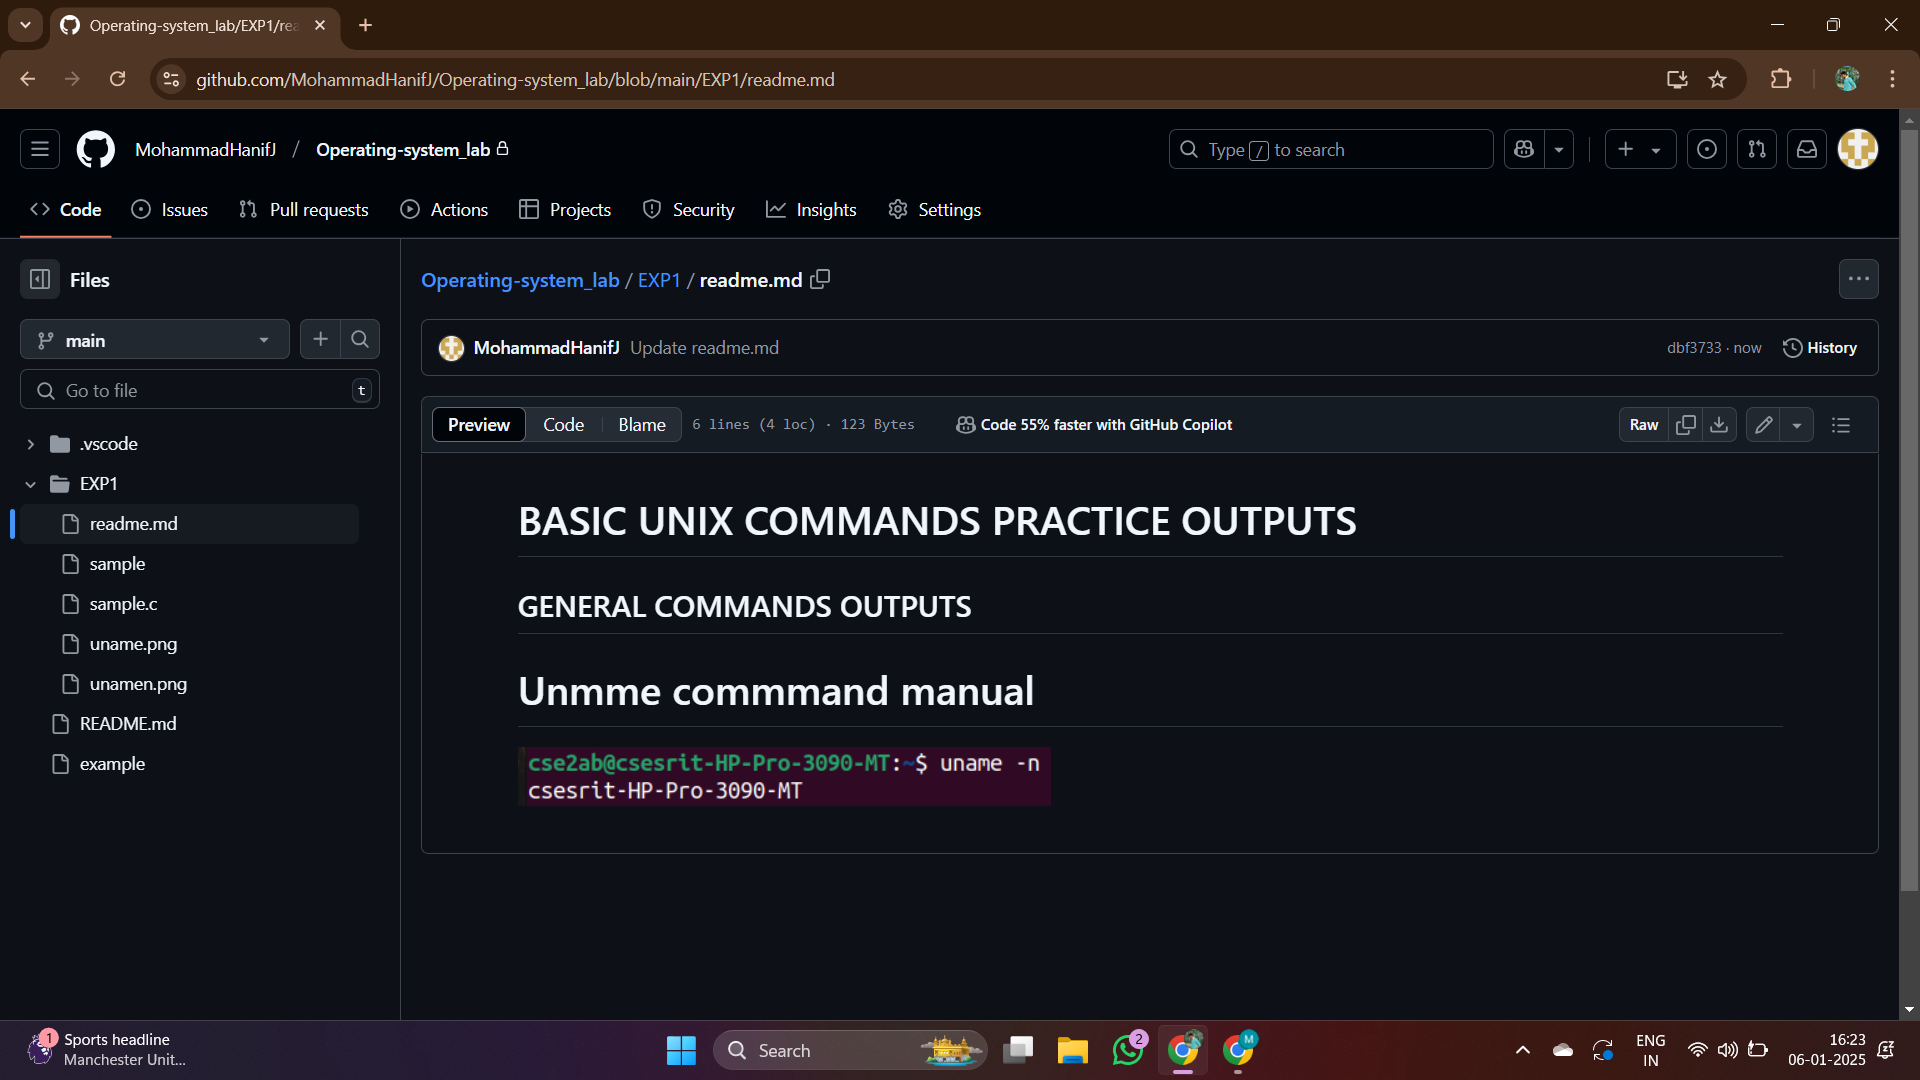 Operating-system_lab/EXP1/rea
github.com/MohammadHanifJ/Operating-system_lab/blob/main/EXP1/readme.md
MohammadHanifJ / Operating-system_lab
Type / to search
Code Issues Pull requests Actions Projects Security Insights Settings
Files
Operating-system_lab / EXP1 / readme.md
main
MohammadHanifJ Update readme.md
dbf3733 · now History
Go to file t
Preview Code Blame 6 lines (4 loc) · 123 Bytes Code 55% faster with GitHub Copilot Raw
.vscode
EXP1
readme.md
sample
sample.c
uname.png
unamen.png
README.md
example
BASIC UNIX COMMANDS PRACTICE OUTPUTS
GENERAL COMMANDS OUTPUTS
Unmme commmand manual
cse2ab@csesrit-HP-Pro-3090-MT:~$ uname -n
csesrit-HP-Pro-3090-MT
1
Sports headline
Manchester Unit...
Search
2
M
ENG
IN
16:23
06-01-2025